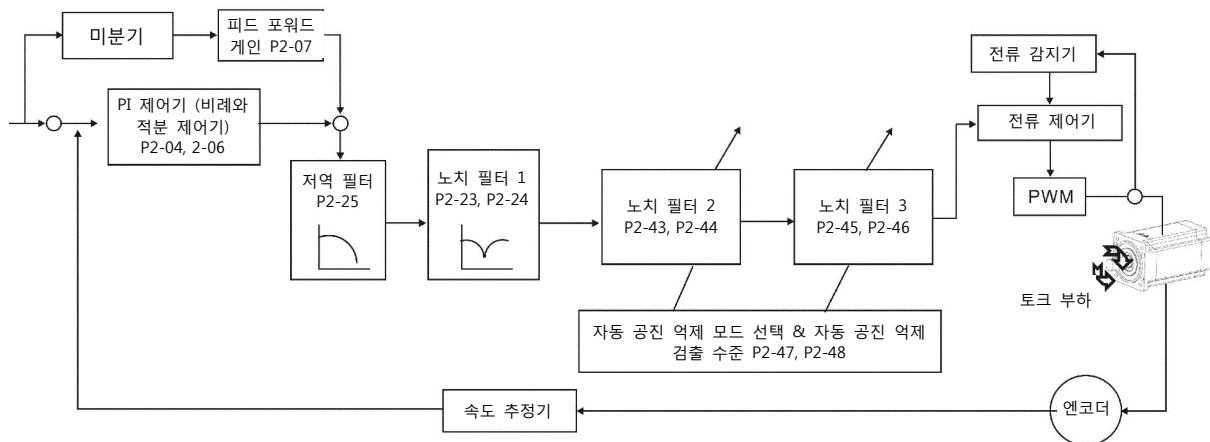 미분기
피드 포워드
게인 P2-07
PI 제어기 (비례와
적분 제어기)
P2-04, 2-06
저역 필터
P2-25
노치 필터 1
P2-23, P2-24
노치 필터 2
P2-43, P2-44
노치 필터 3
P2-45, P2-46
자동 공진 억제 모드 선택 & 자동 공진 억제
검출 수준 P2-47, P2-48
전류 감지기
전류 제어기
PWM
토크 부하
엔코더
속도 추정기